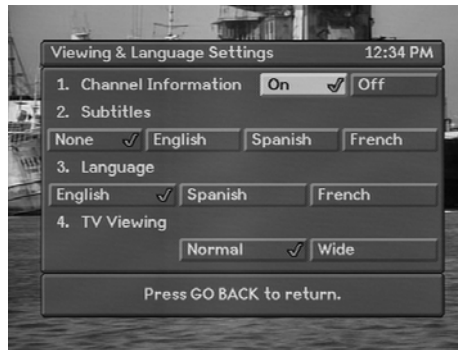 Viewing & Language Settings 12:34 PM
1. Channel Information On Off
2. Subtitles
None English Spanish French
3. Language
English Spanish French
4. TV Viewing
Normal Wide
Press GO BACK to return.